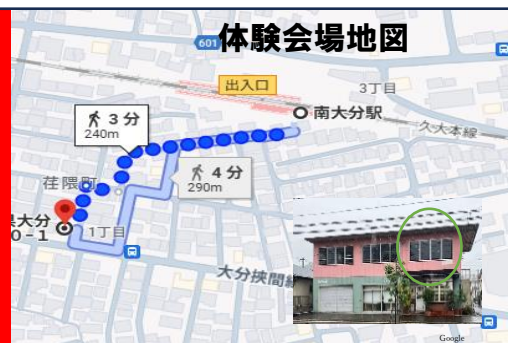 体験会場地図
601
出入口
3丁目
南大分駅
久大本線
3 分
240m
4 分
290m
荏隈町
大分
0-1
1丁目
大分挾間線
Google